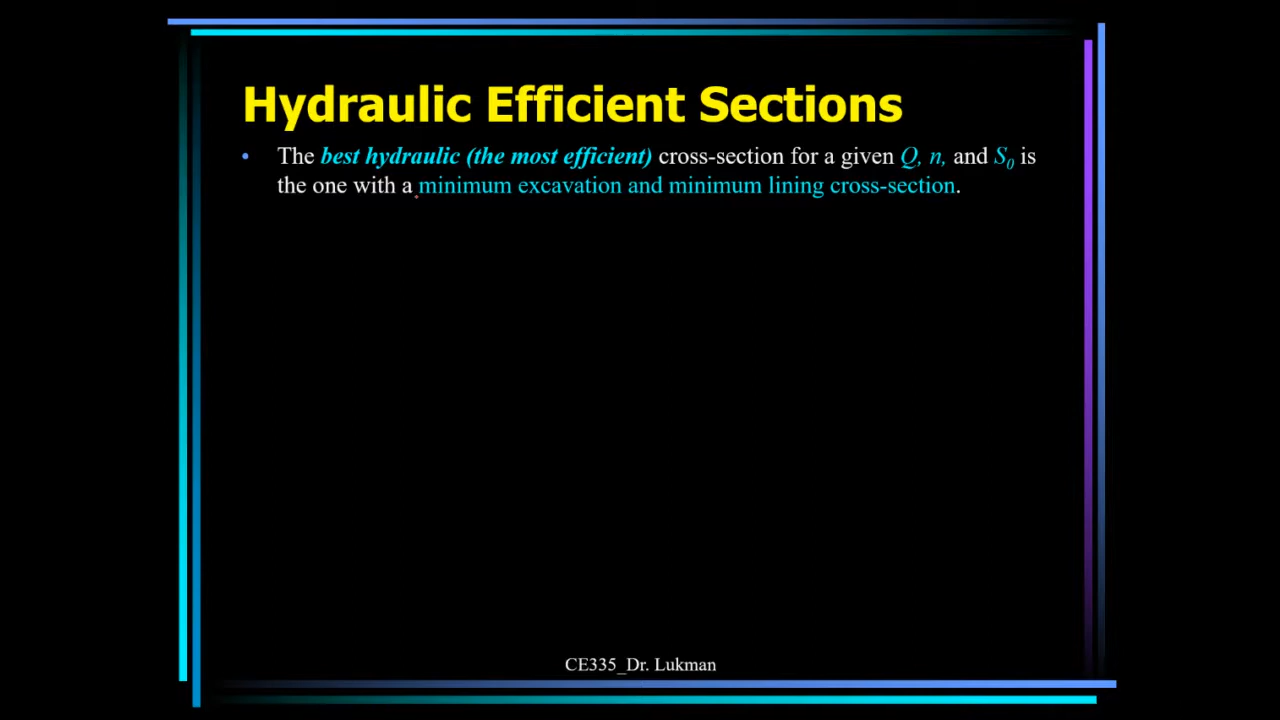 Hydraulic Efficient Sections
• The best hydraulic (the most efficient) cross-section for a given Q, n, and S₀ is
the one with a minimum excavation and minimum lining cross-section.
CE335_Dr. Lukman